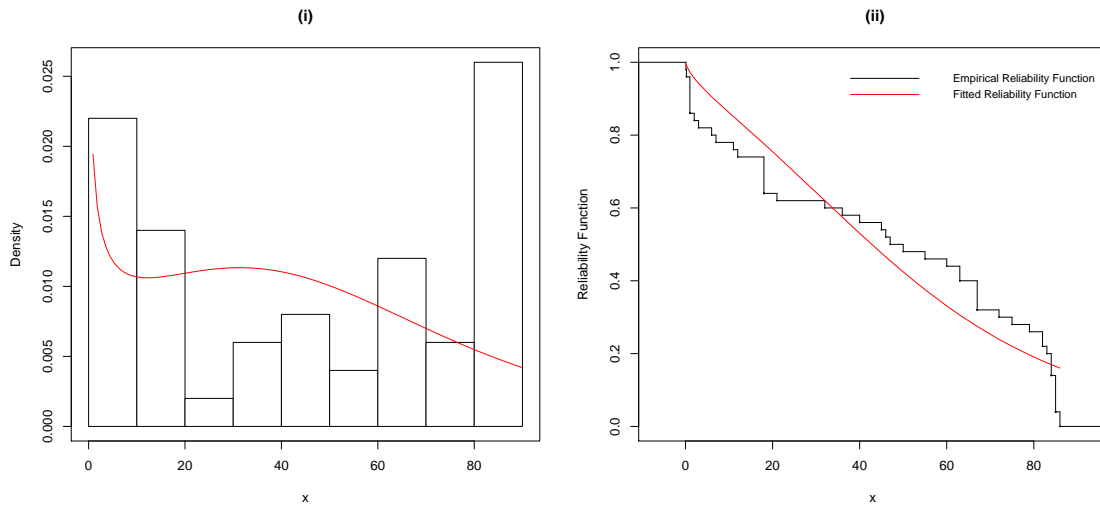 (i)
Density
0.025
0.020
0.015
0.010
0.005
0.000
0 20 40 60 80
x
(ii)
Reliability Function
1.0
0.8
0.6
0.4
0.2
0.0
Empirical Reliability Function
Fitted Reliability Function
0 20 40 60 80
x